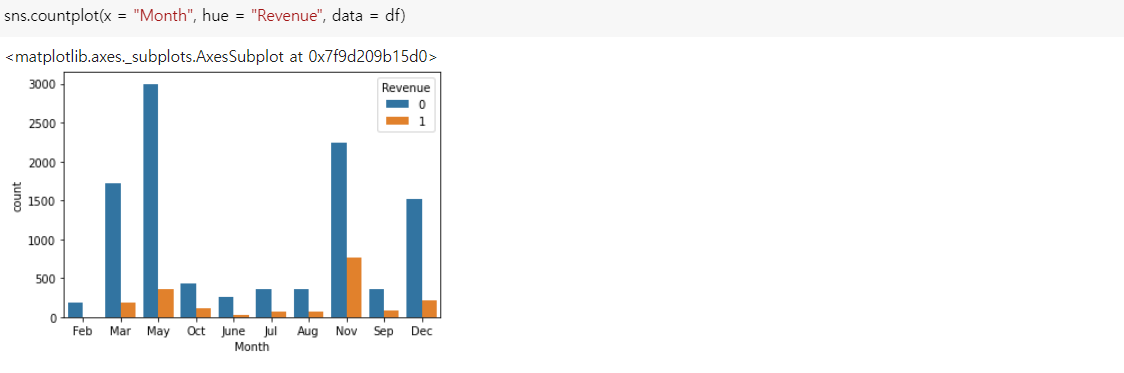 sns.countplot(x = "Month", hue = "Revenue", data = df)
<matplotlib.axes._subplots.AxesSubplot at 0x7f9d209b15d0>
Revenue
0
1
3000
2500
2000
1500
1000
500
0
count
Feb Mar May Oct June Jul Aug Nov Sep Dec
Month